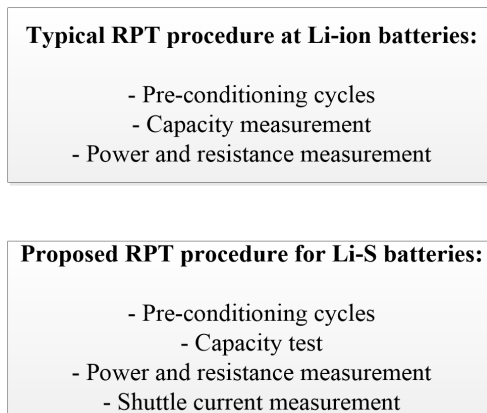 Typical RPT procedure at Li-ion batteries:
- Pre-conditioning cycles
- Capacity measurement
- Power and resistance measurement
Proposed RPT procedure for Li-S batteries:
- Pre-conditioning cycles
- Capacity test
- Power and resistance measurement
- Shuttle current measurement